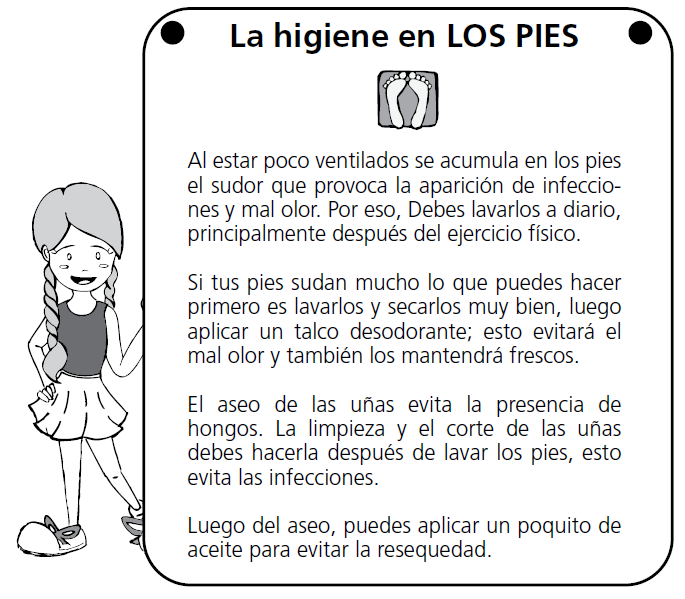 La higiene en LOS PIES
Al estar poco ventilados se acumula en los pies
el sudor que provoca la aparición de infeccio-
nes y mal olor. Por eso, Debes lavarlos a diario,
principalmente después del ejercicio físico.
Si tus pies sudan mucho lo que puedes hacer
primero es lavarlos y secarlos muy bien, luego
aplicar un talco desodorante; esto evitará el
mal olor y también los mantendrá frescos.
El aseo de las uñas evita la presencia de
hongos. La limpieza y el corte de las uñas
debes hacerla después de lavar los pies, esto
evita las infecciones.
Luego del aseo, puedes aplicar un poquito de
aceite para evitar la resequedad.